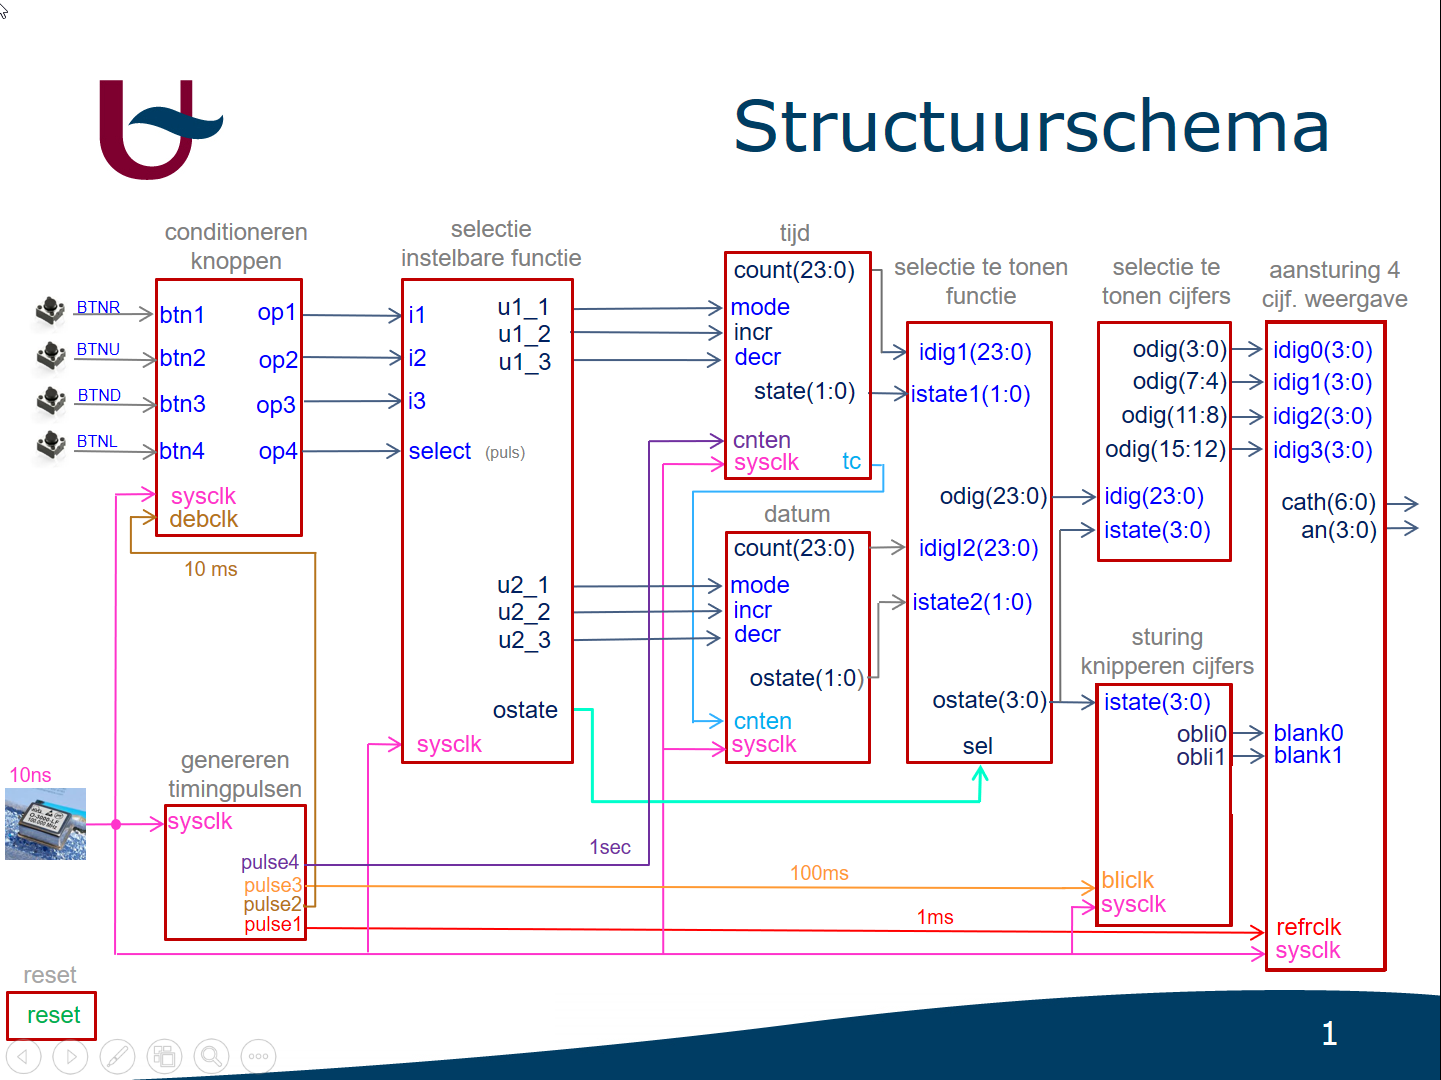 Structuurschema
conditioneren
knoppen
BTNR
BTNU
BTND
BTNL
btn1
btn2
btn3
btn4
op1
op2
op3
op4
sysclk
debclk
10 ms
selectie
instelbare functie
i1
i2
i3
select (puls)
u1_1
u1_2
u1_3
u2_1
u2_2
u2_3
ostate
sysclk
genereren
timingpulsen
10ns
sysclk
pulse4
pulse3
pulse2
pulse1
1sec
100ms
1ms
tijd
count(23:0)
mode
incr
decr
state(1:0)
cnten
sysclk
tc
datum
count(23:0)
mode
incr
decr
ostate(1:0)
cnten
sysclk
selectie te tonen
functie
idig1(23:0)
istate1(1:0)
odig(23:0)
idigI2(23:0)
istate2(1:0)
ostate(3:0)
sel
selectie te
tonen cijfers
odig(3:0)
odig(7:4)
odig(11:8)
odig(15:12)
idig(23:0)
istate(3:0)
sturing
knipperen cijfers
istate(3:0)
obli0
obli1
bliclk
sysclk
aansturing 4
cijf. weergave
idig0(3:0)
idig1(3:0)
idig2(3:0)
idig3(3:0)
cath(6:0)
an(3:0)
blank0
blank1
refrclk
sysclk
reset
reset
1